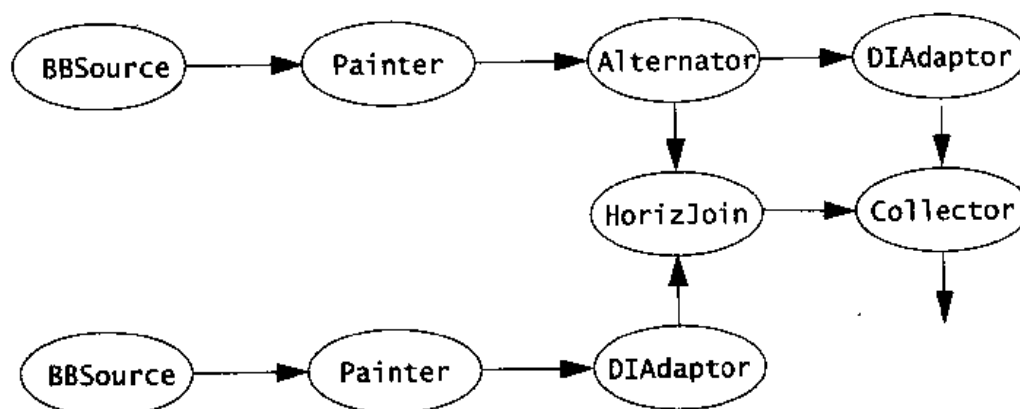 BBSource Painter Alternator DIAdaptor
HorizJoin Collector
BBSource Painter DIAdaptor